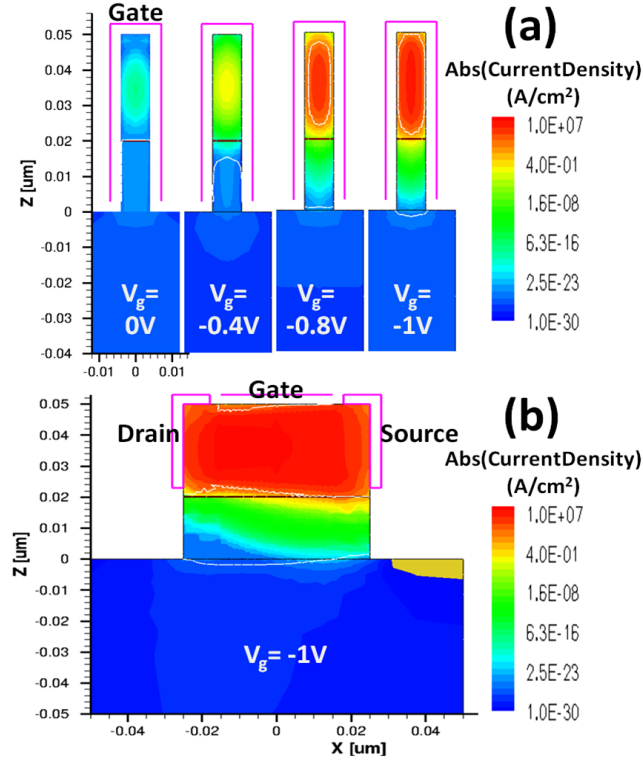 Gate
(a)
0.05
0.04
0.03
0.02
0.01
0
-0.01
-0.02
-0.03
-0.04
Z [um]
Vg=
0V
Vg=
-0.4V
Vg=
-0.8V
Vg=
-1V
-0.01 0 0.01
Abs(CurrentDensity)
(A/cm²)
1.0E+07
4.0E-01
1.6E-08
6.3E-16
2.5E-23
1.0E-30
Gate
(b)
Drain
Source
0.05
0.04
0.03
0.02
0.01
0
-0.01
-0.02
-0.03
-0.04
-0.05
Z [um]
Vg= -1V
-0.04 -0.02 0 0.02 0.04
X [um]
Abs(CurrentDensity)
(A/cm²)
1.0E+07
4.0E-01
1.6E-08
6.3E-16
2.5E-23
1.0E-30